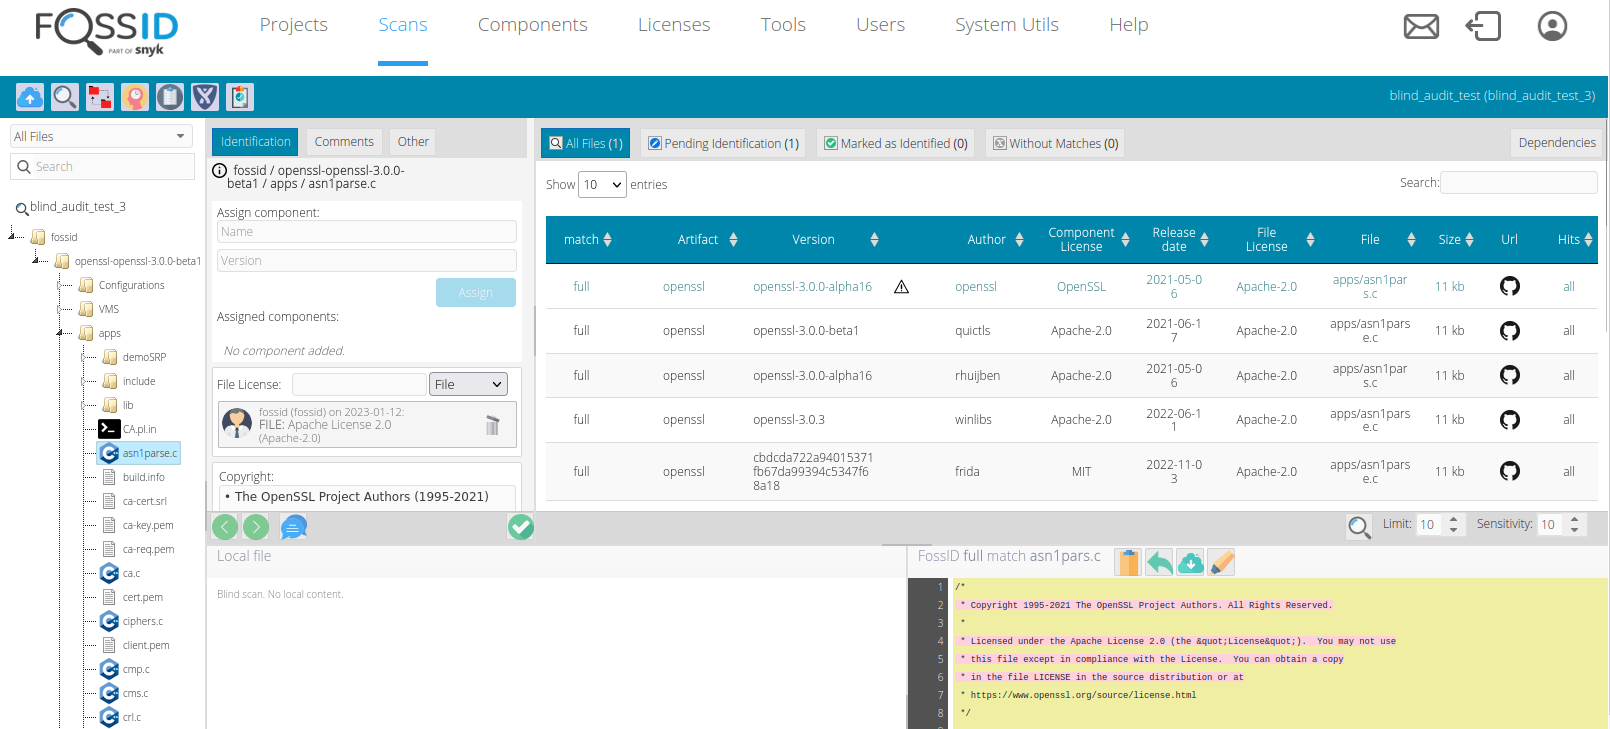 FOSSID
PART OF snyk
Projects
Scans
Components
Licenses
Tools
Users
System Utils
Help
blind_audit_test (blind_audit_test_3)
All Files
Search
blind_audit_test_3
fossid
openssl-openssl-3.0.0-beta1
Configurations
VMS
apps
demoSRP
include
lib
CA.pl.in
asn1parse.c
build.info
ca-cert.srl
ca-key.pem
ca-req.pem
ca.c
cert.pem
ciphers.c
client.pem
cmp.c
cms.c
crl.c
Identification
Comments
Other
fossid / openssl-openssl-3.0.0-
beta1 / apps / asn1parse.c
Assign component:
Name
Version
Assign
Assigned components:
No component added.
File License:
File
fossid (fossid) on 2023-01-12:
FILE: Apache License 2.0
(Apache-2.0)
Copyright:
• The OpenSSL Project Authors (1995-2021)
All Files (1)
Pending Identification (1)
Marked as Identified (0)
Without Matches (0)
Dependencies
Show 10 entries
Search:
match Artifact Version Author Component License Release date File License File Size Url Hits
full openssl openssl-3.0.0-alpha16 openssl OpenSSL 2021-05-0 6 Apache-2.0 apps/asn1par s.c 11 kb all
full openssl openssl-3.0.0-beta1 quictls Apache-2.0 2021-06-1 7 Apache-2.0 apps/asn1pars e.c 11 kb all
full openssl openssl-3.0.0-alpha16 rhuijben Apache-2.0 2021-05-0 6 Apache-2.0 apps/asn1par s.c 11 kb all
full openssl openssl-3.0.3 winlibs Apache-2.0 2022-06-1 1 Apache-2.0 apps/asn1pars e.c 11 kb all
full openssl cbdcda722a94015371 fb67da99394c5347f6 8a18 frida MIT 2022-11-0 3 Apache-2.0 apps/asn1pars e.c 11 kb all
Limit: 10
Sensitivity: 10
Local file
Blind scan. No local content.
FossID full match asn1pars.c
1 /*
2 * Copyright 1995-2021 The OpenSSL Project Authors. All Rights Reserved.
3 *
4 * Licensed under the Apache License 2.0 (the &quot;License&quot;).  You may not use
5 * this file except in compliance with the License.  You can obtain a copy
6 * in the file LICENSE in the source distribution or at
7 * https://www.openssl.org/source/license.html
8 */